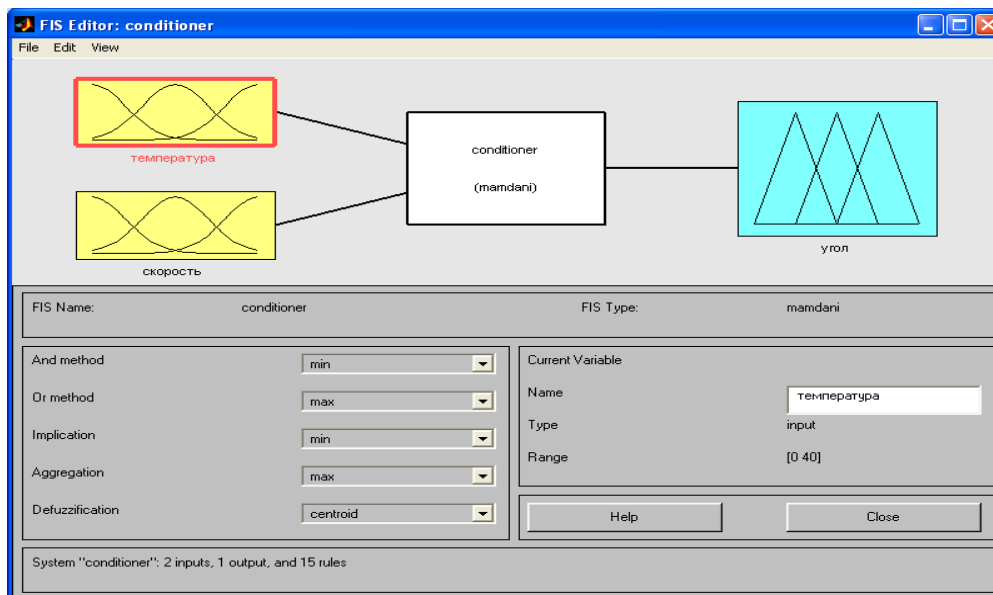 FIS Editor: conditioner
File Edit View
температура
скорость
conditioner
(mamdani)
угол
FIS Name: conditioner FIS Type: mamdani
And method min
Or method max
Implication min
Aggregation max
Defuzzification centroid
Current Variable
Name температура
Type input
Range [0 40]
Help Close
System "conditioner": 2 inputs, 1 output, and 15 rules